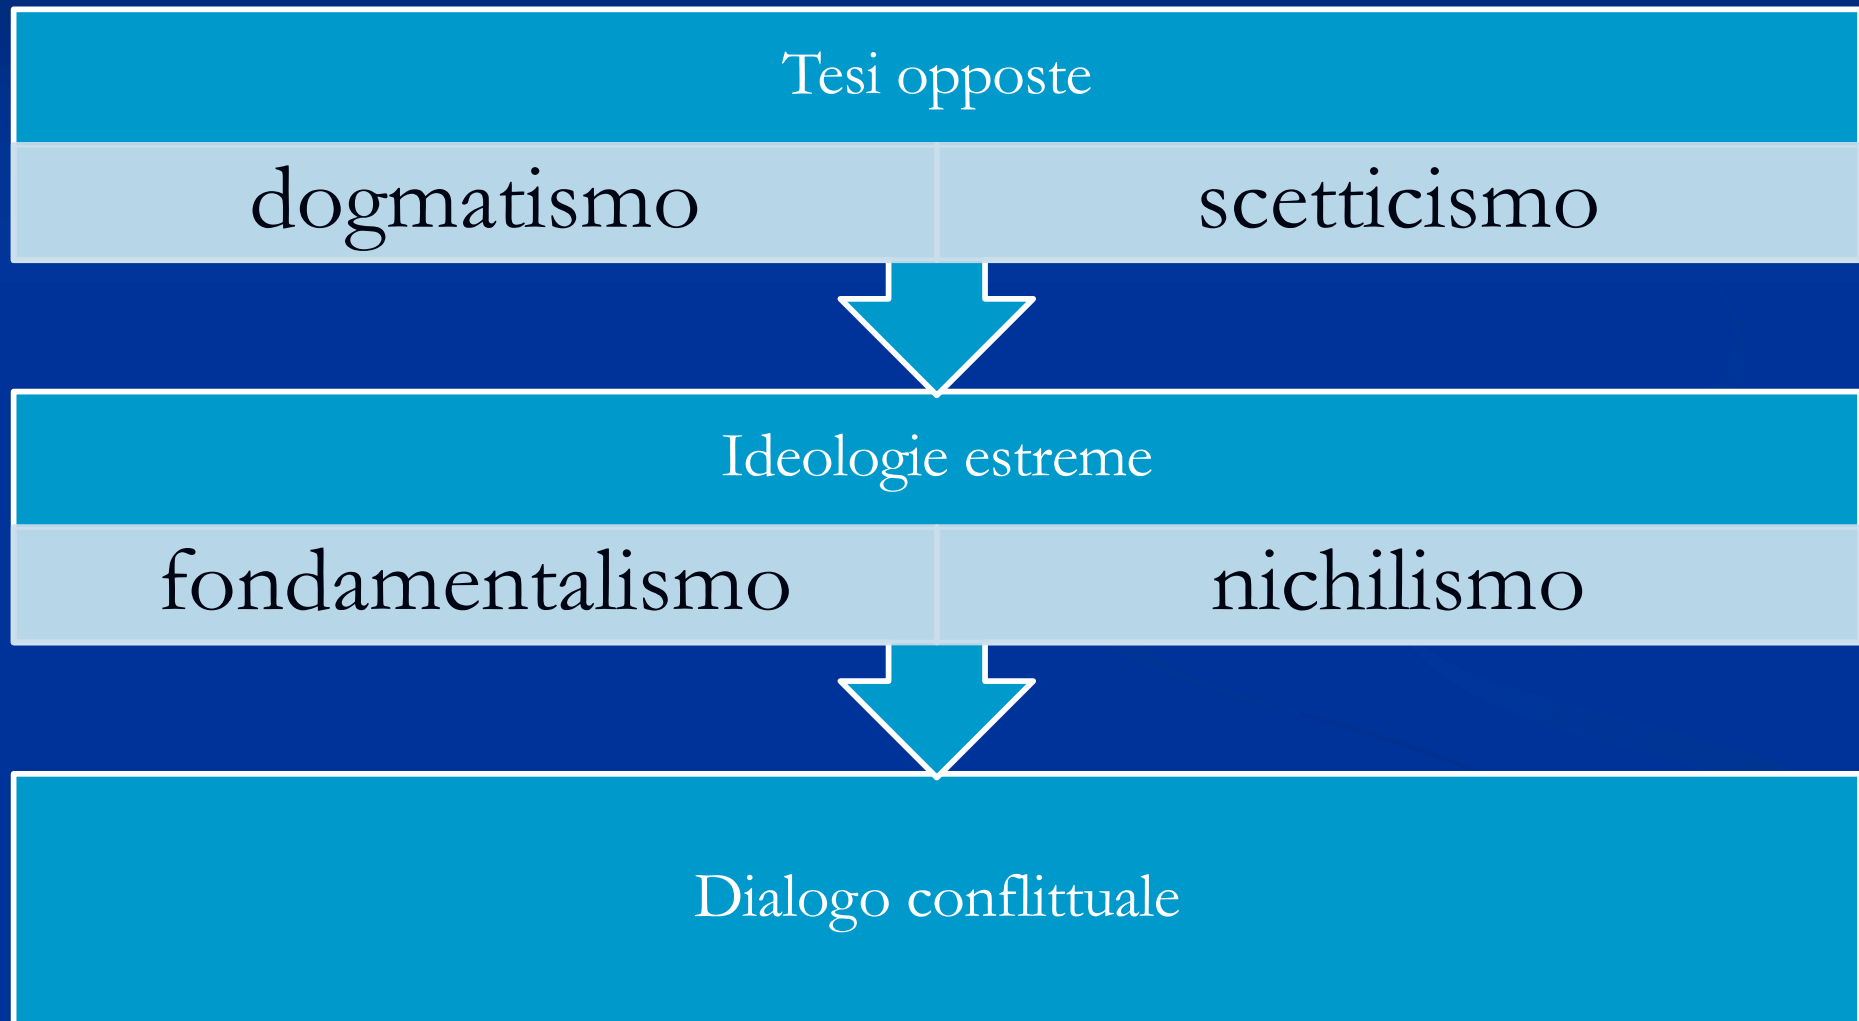 Tesi opposte
dogmatismo
scetticismo
Ideologie estreme
fondamentalismo
nichilismo
Dialogo conflittuale